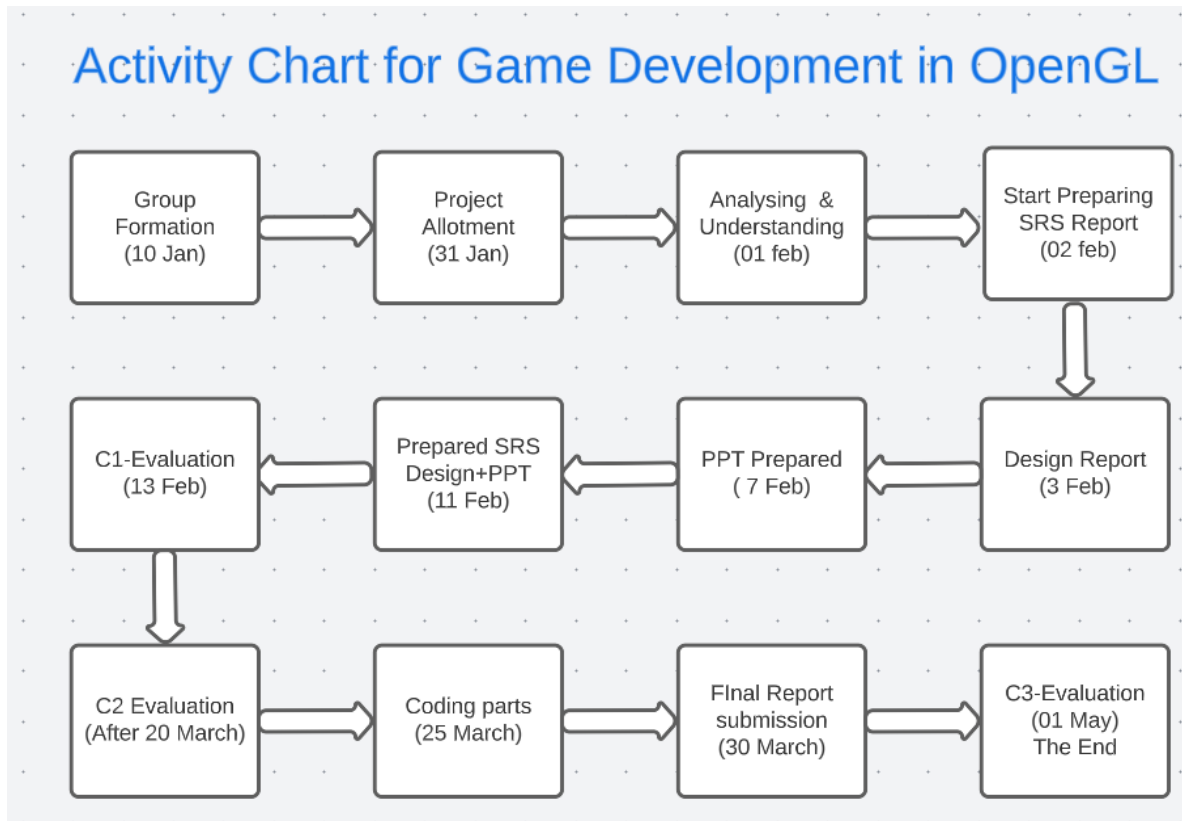 Activity Chart for Game Development in OpenGL
Group
Formation
(10 Jan)
Project
Allotment
(31 Jan)
Analysing  &
Understanding
(01 feb)
Start Preparing
SRS Report
(02 feb)
Design Report
(3 Feb)
PPT Prepared
( 7 Feb)
Prepared SRS
Design+PPT
(11 Feb)
C1-Evaluation
(13 Feb)
C2 Evaluation
(After 20 March)
Coding parts
(25 March)
FInal Report
submission
(30 March)
C3-Evaluation
(01 May)
The End